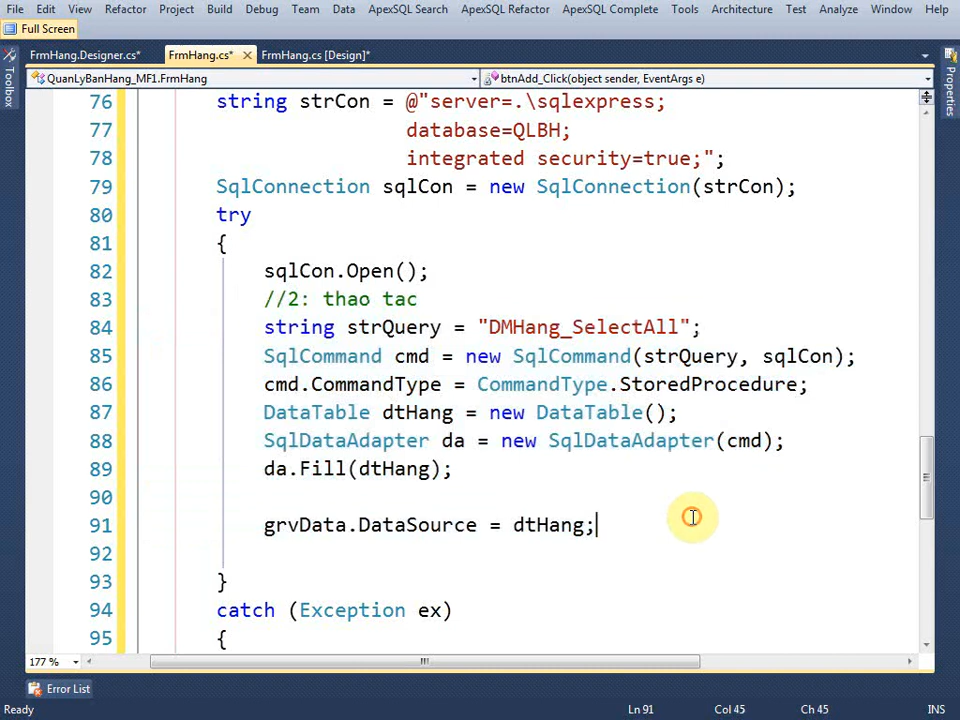 File Edit View Refactor Project Build Debug Team Data ApexSQL Search ApexSQL Refactor ApexSQL Complete Tools Architecture Test Analyze Window Help
Full Screen
FrmHang.Designer.cs* FrmHang.cs* FrmHang.cs [Design]*
Toolbox
Properties
QuanLyBanHang_MF1.FrmHang btnAdd_Click(object sender, EventArgs e)
76 string strCon = @"server=.\sqlexpress;
77 database=QLBH;
78 integrated security=true;";
79 SqlConnection sqlCon = new SqlConnection(strCon);
80 try
81 {
82 sqlCon.Open();
83 //2: thao tac
84 string strQuery = "DMHang_SelectAll";
85 SqlCommand cmd = new SqlCommand(strQuery, sqlCon);
86 cmd.CommandType = CommandType.StoredProcedure;
87 DataTable dtHang = new DataTable();
88 SqlDataAdapter da = new SqlDataAdapter(cmd);
89 da.Fill(dtHang);
90
91 grvData.DataSource = dtHang;
92
93 }
94 catch (Exception ex)
95 {
177 %
Error List
Ready Ln 91 Col 45 Ch 45 INS